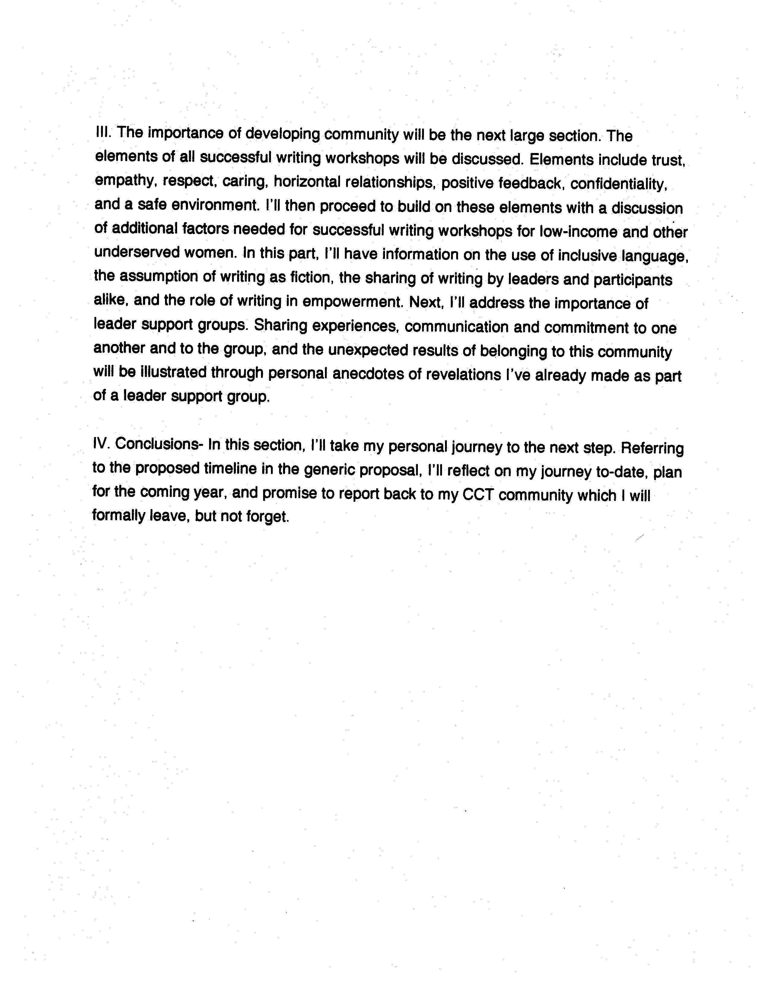 III. The importance of developing community will be the next large section. The
elements of all successful writing workshops will be discussed. Elements include trust,
empathy, respect, caring, horizontal relationships, positive feedback, confidentiality,
and a safe environment. I'll then proceed to build on these elements with a discussion
of additional factors needed for successful writing workshops for low-income and other
underserved women. In this part, I'll have information on the use of inclusive language,
the assumption of writing as fiction, the sharing of writing by leaders and participants
alike, and the role of writing in empowerment. Next, I'll address the importance of
leader support groups. Sharing experiences, communication and commitment to one
another and to the group, and the unexpected results of belonging to this community
will be illustrated through personal anecdotes of revelations I've already made as part
of a leader support group.
IV. Conclusions- In this section, I'll take my personal journey to the next step. Referring
to the proposed timeline in the generic proposal, I'll reflect on my journey to-date, plan
for the coming year, and promise to report back to my CCT community which I will
formally leave, but not forget.